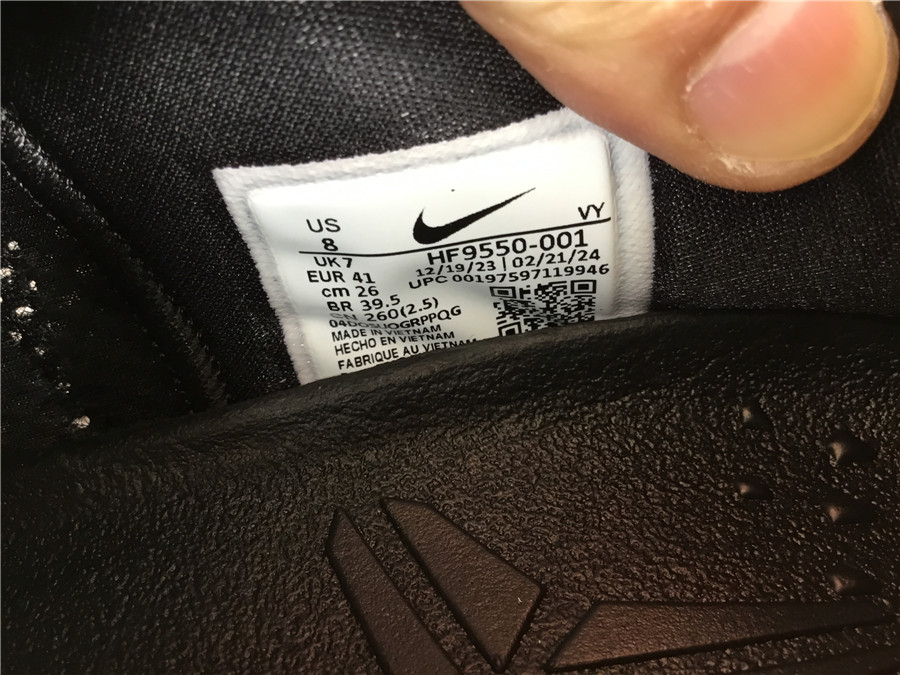 US
8
VY
UK 7
HF9550-001
EUR 41
12/19/23 | 02/21/24
cm 26
UPC 00197597119946
BR 39.5
CN 260(2.5)
MADE IN VIETNAM
HECHO EN VIETNAM
FABRIQUE AU VIETNAM